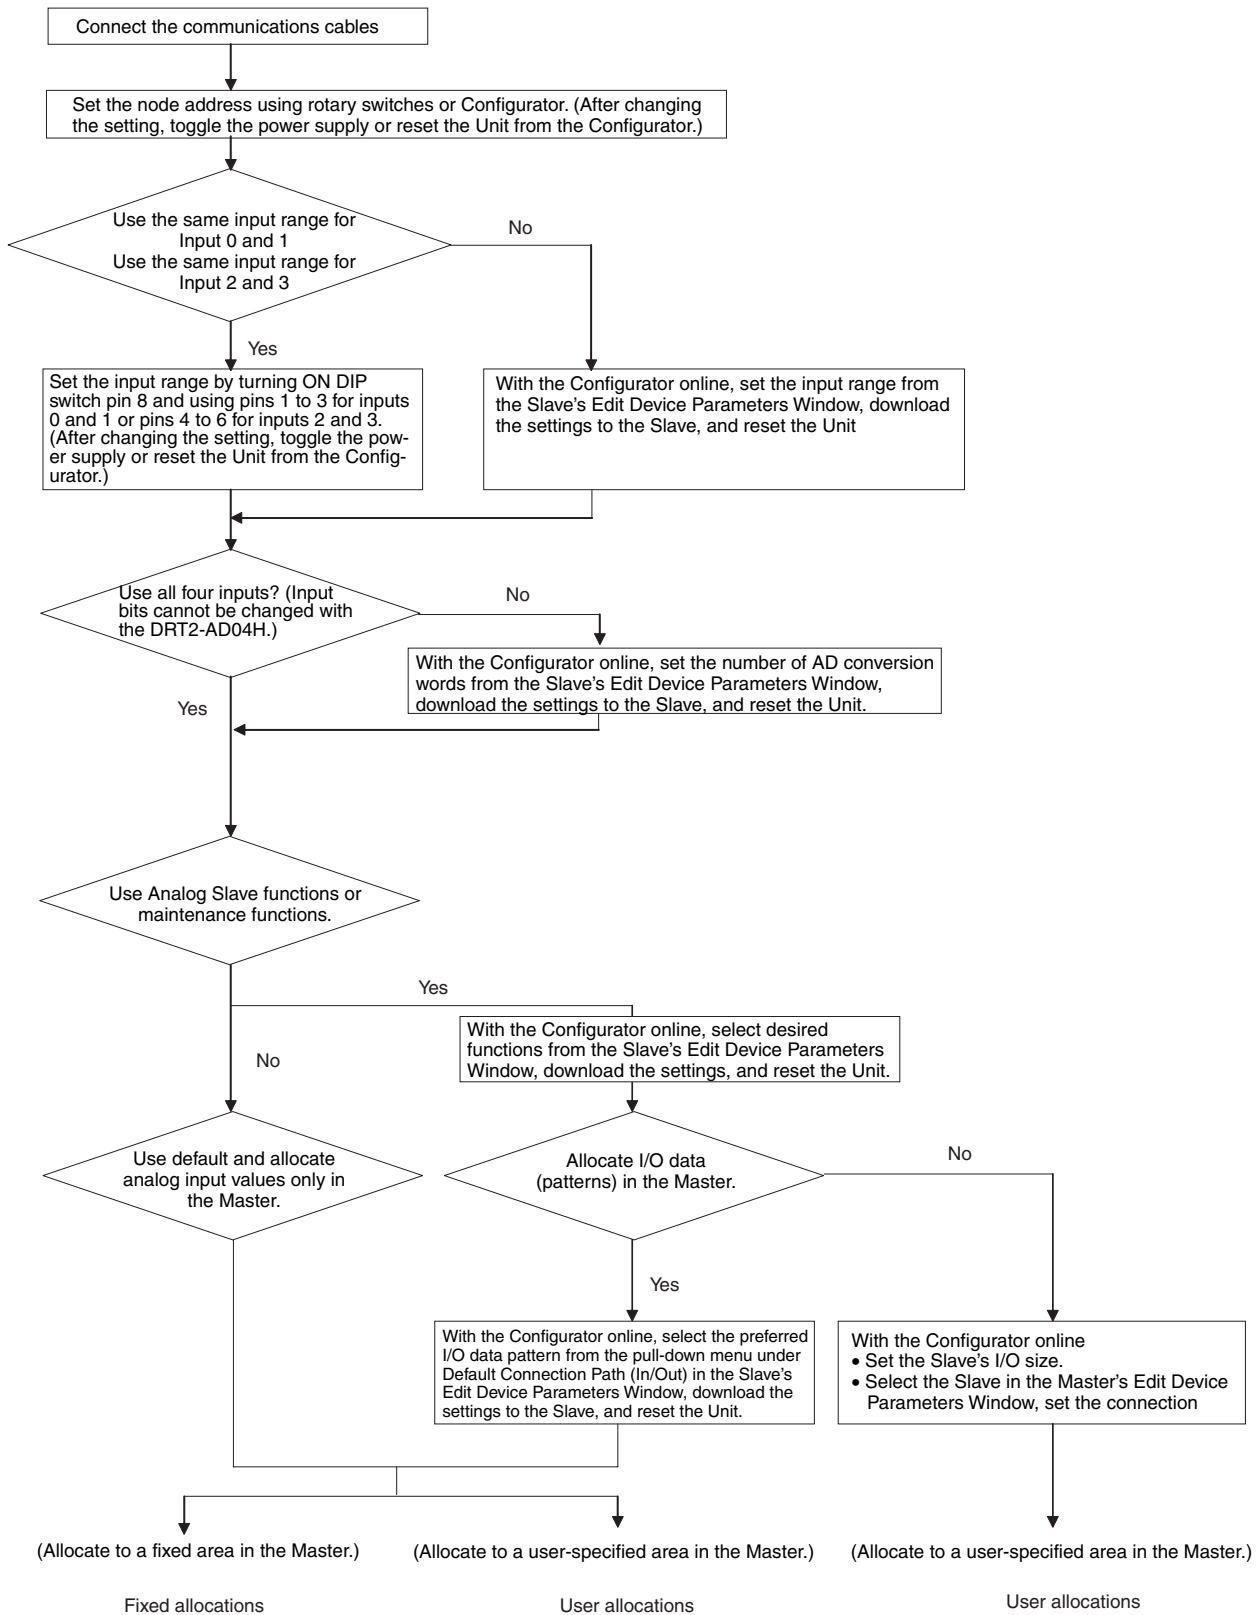 Connect the communications cables
Set the node address using rotary switches or Configurator. (After changing
the setting, toggle the power supply or reset the Unit from the Configurator.)
Use the same input range for
Input 0 and 1
Use the same input range for
Input 2 and 3
No
Yes
Set the input range by turning ON DIP
switch pin 8 and using pins 1 to 3 for inputs
0 and 1 or pins 4 to 6 for inputs 2 and 3.
(After changing the setting, toggle the pow-
er supply or reset the Unit from the Config-
urator.)
With the Configurator online, set the input range from
the Slave's Edit Device Parameters Window, download
the settings to the Slave, and reset the Unit
Use all four inputs? (Input
bits cannot be changed with
the DRT2-AD04H.)
No
With the Configurator online, set the number of AD conversion
words from the Slave's Edit Device Parameters Window,
download the settings to the Slave, and reset the Unit.
Yes
Use Analog Slave functions or
maintenance functions.
Yes
With the Configurator online, select desired
functions from the Slave's Edit Device Parameters
Window, download the settings, and reset the Unit.
No
Use default and allocate
analog input values only in
the Master.
Allocate I/O data
(patterns) in the Master.
No
Yes
With the Configurator online, select the preferred
I/O data pattern from the pull-down menu under
Default Connection Path (In/Out) in the Slave's
Edit Device Parameters Window, download the
settings to the Slave, and reset the Unit.
With the Configurator online
• Set the Slave's I/O size.
• Select the Slave in the Master's Edit Device
Parameters Window, set the connection
(Allocate to a fixed area in the Master.)
(Allocate to a user-specified area in the Master.)
(Allocate to a user-specified area in the Master.)
Fixed allocations
User allocations
User allocations